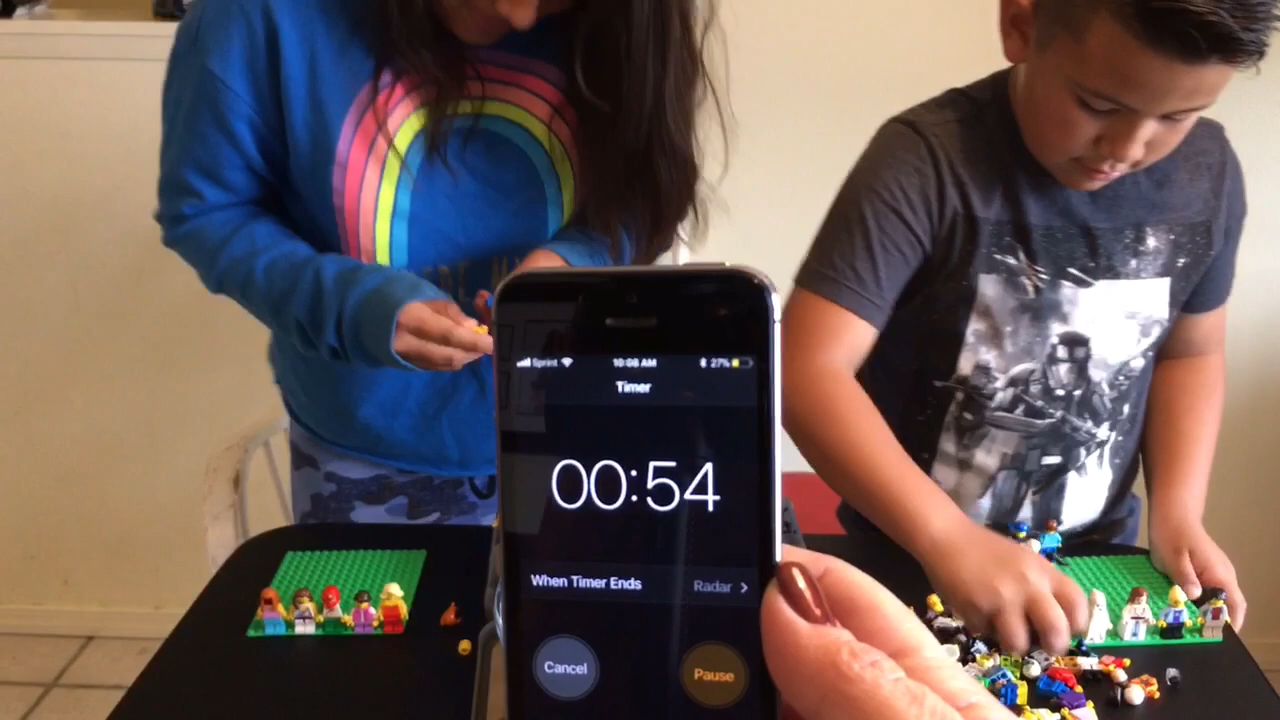 Sprint 10:08 AM 27%
Timer
00:54
When Timer Ends Radar >
Cancel Pause